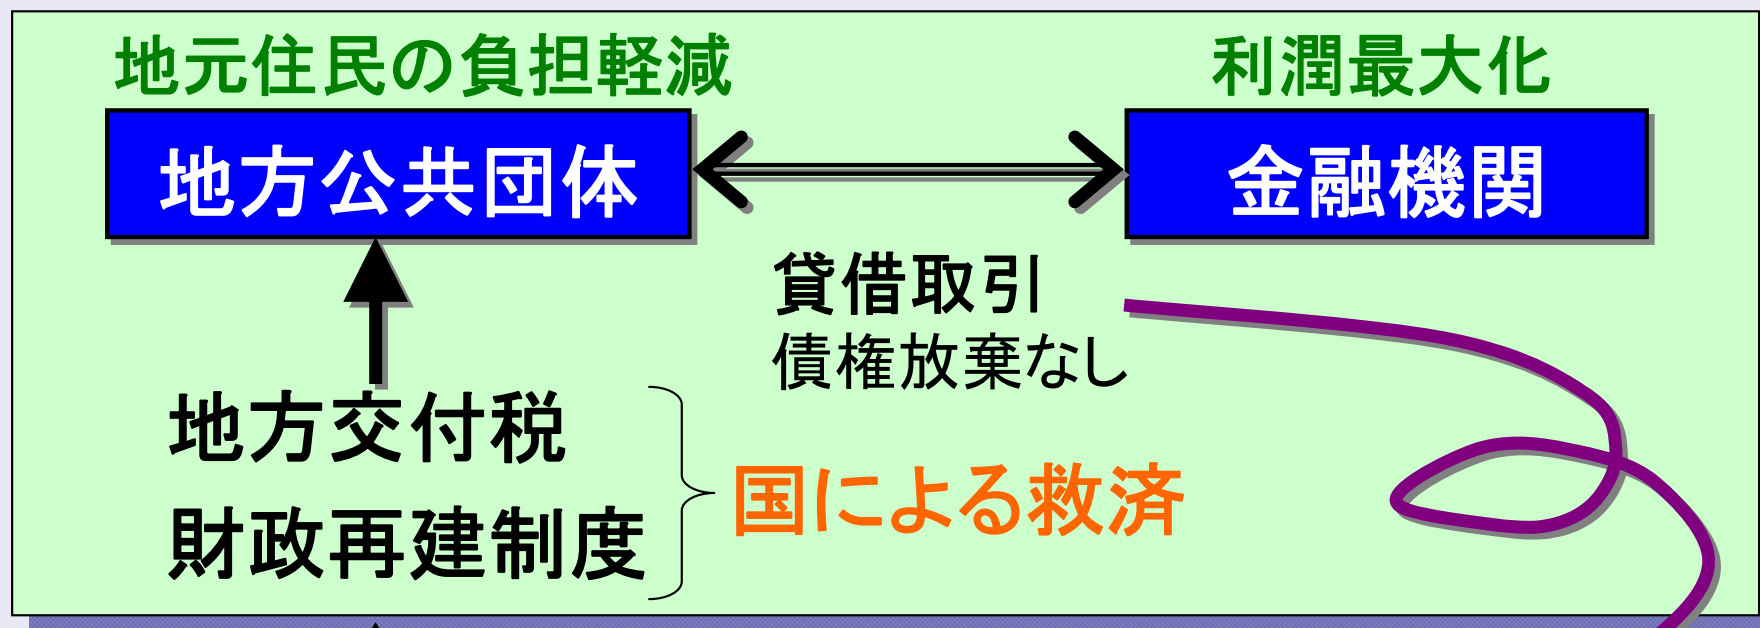 地元住民の負担軽減
利潤最大化
地方公共団体
金融機関
貸借取引
債権放棄なし
地方交付税
国による救済
財政再建制度